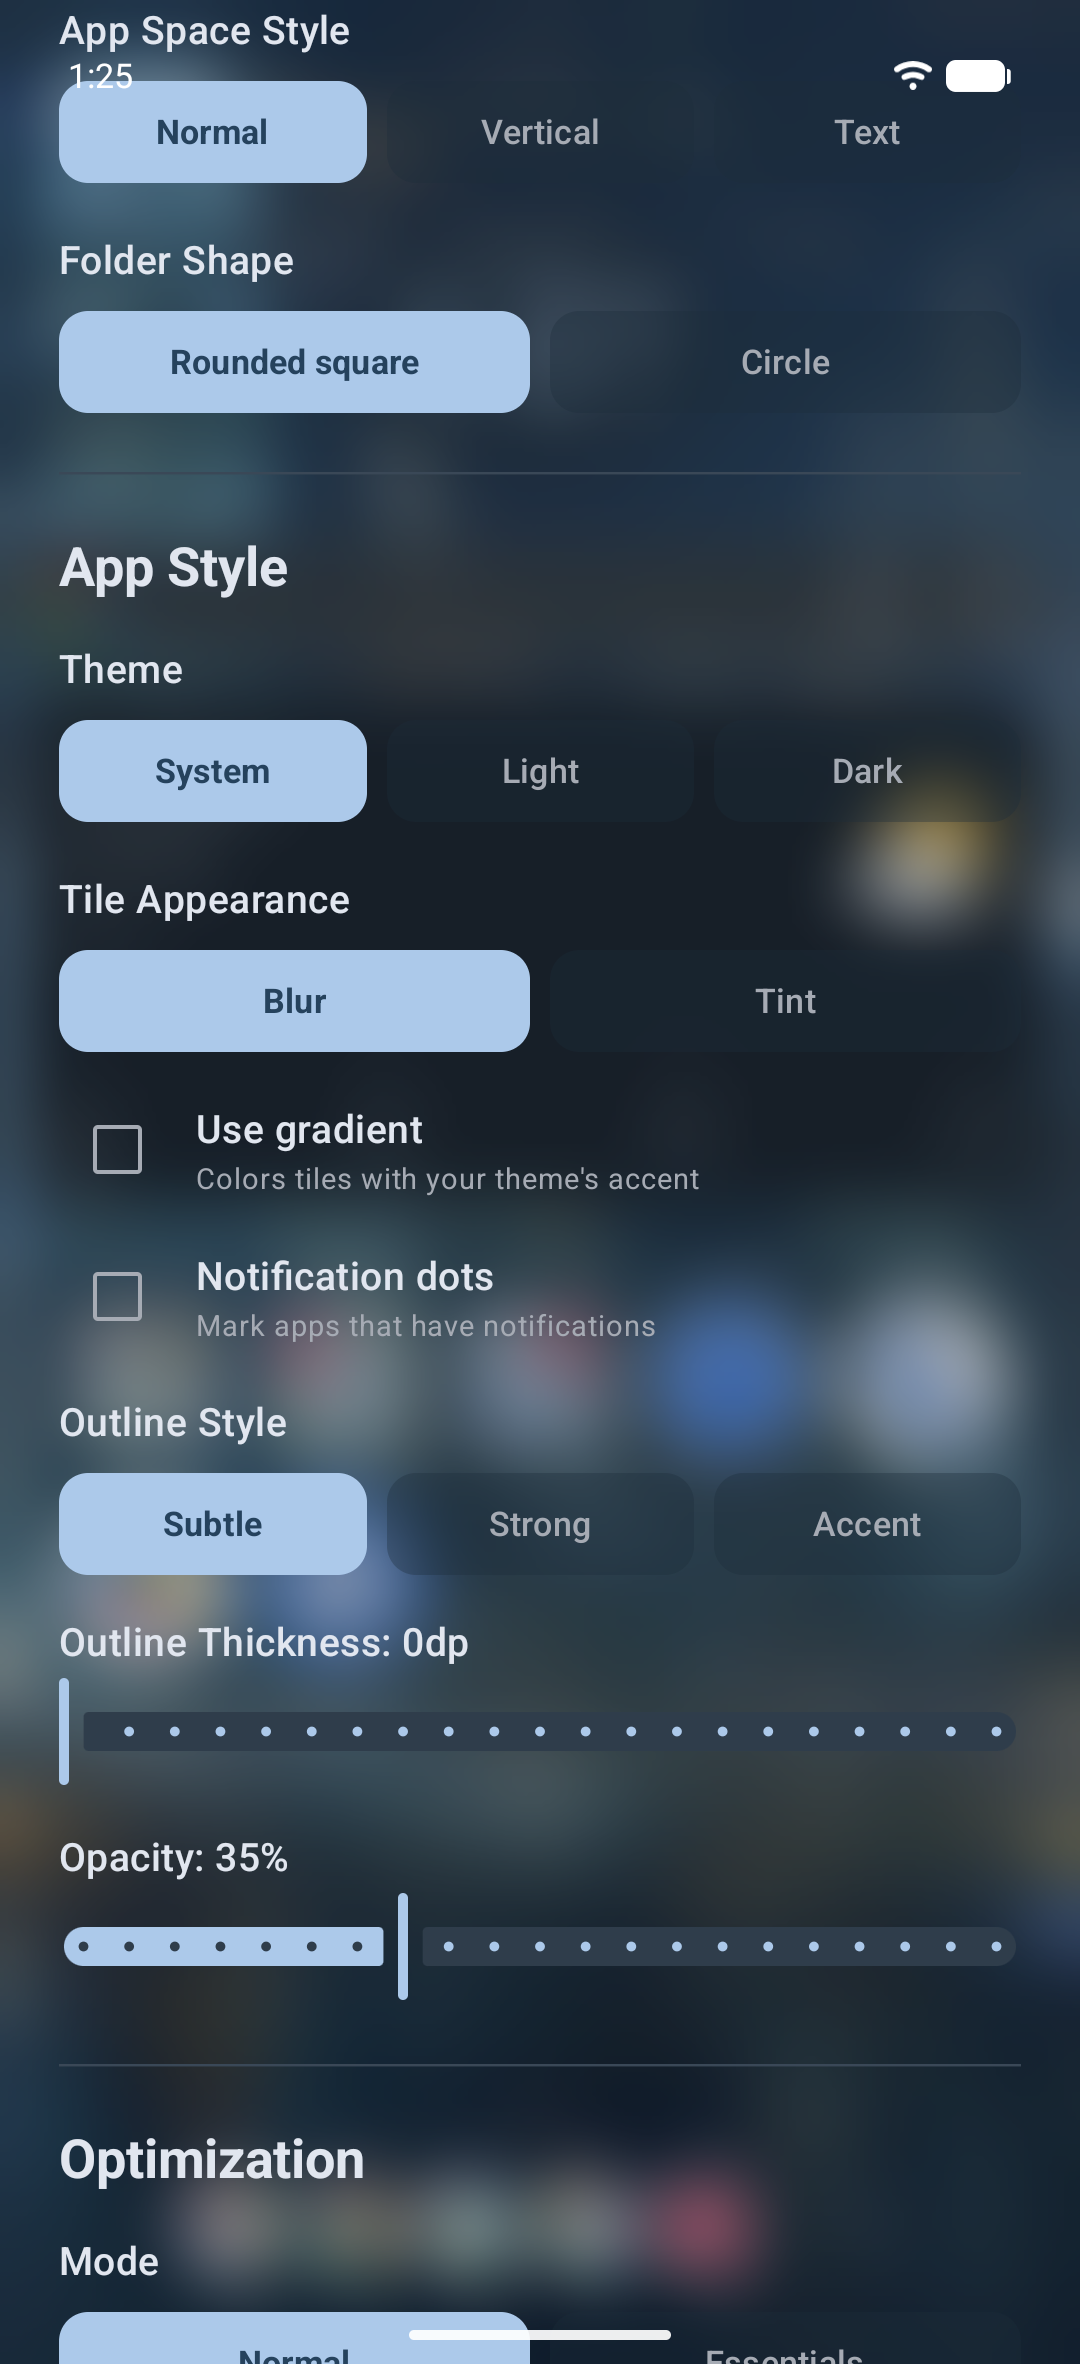 App Space Style
1:25
Normal
Vertical
Text
Folder Shape
Rounded square
Circle
App Style
Theme
System
Light
Dark
Tile Appearance
Blur
Tint
Use gradient
Colors tiles with your theme's accent
Notification dots
Mark apps that have notifications
Outline Style
Subtle
Strong
Accent
Outline Thickness: 0dp
Opacity: 35%
Optimization
Mode
Normal
Essentials